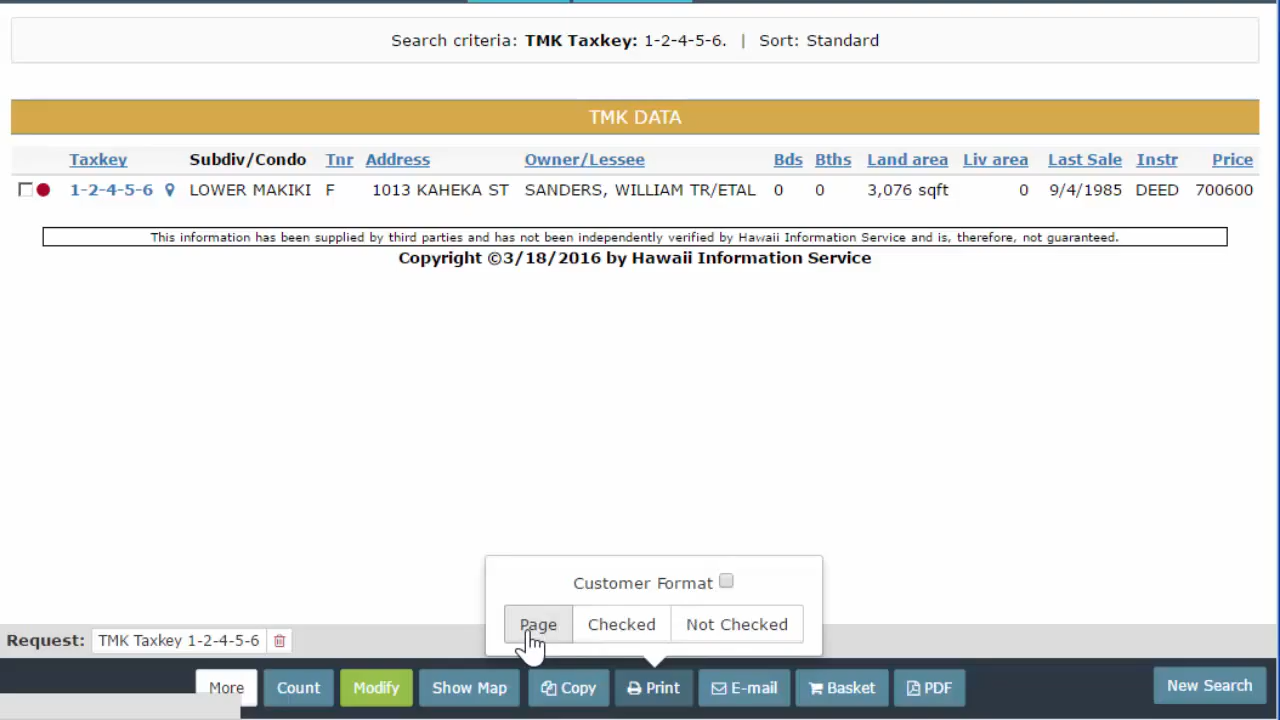 Search criteria: TMK Taxkey: 1-2-4-5-6. | Sort: Standard
TMK DATA
Taxkey Subdiv/Condo Tnr Address Owner/Lessee Bds Bths Land area Liv area Last Sale Instr Price
1-2-4-5-6 LOWER MAKIKI F 1013 KAHEKA ST SANDERS, WILLIAM TR/ETAL 0 0 3,076 sqft 0 9/4/1985 DEED 700600
This information has been supplied by third parties and has not been independently verified by Hawaii Information Service and is, therefore, not guaranteed.
Copyright ©3/18/2016 by Hawaii Information Service
Customer Format
Page Checked Not Checked
Request: TMK Taxkey 1-2-4-5-6
More Count Modify Show Map Copy Print E-mail Basket PDF New Search